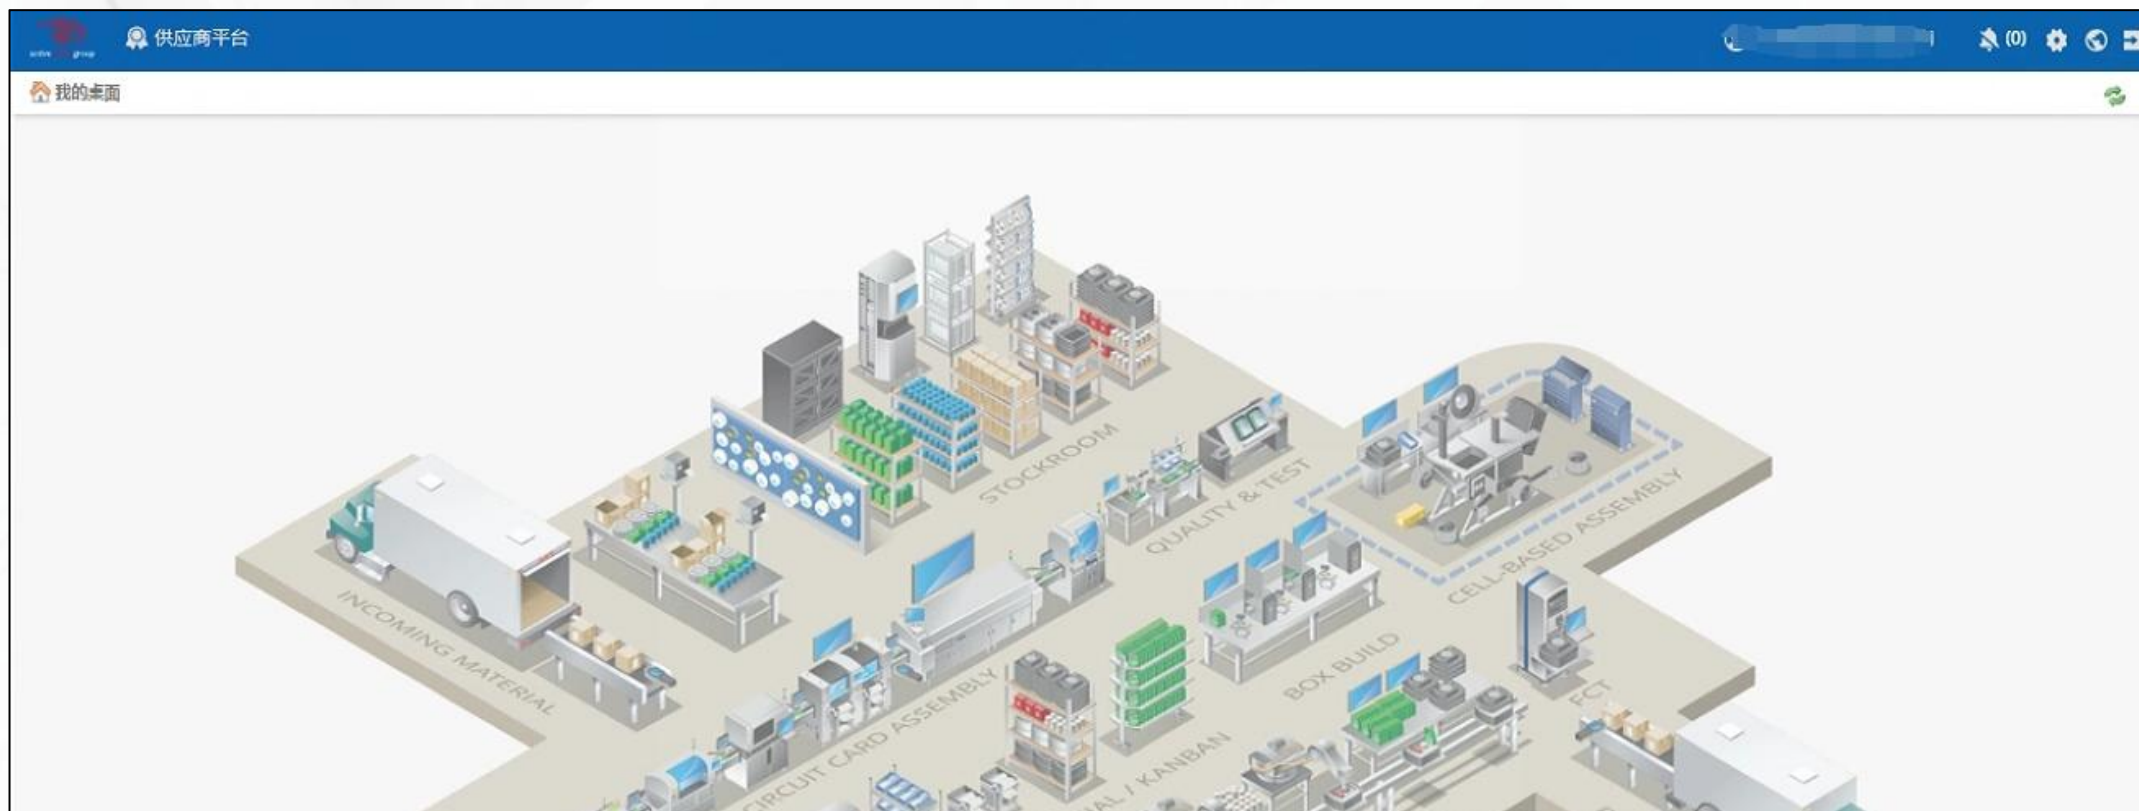 供应商平台
(0)
我的桌面
STOCKROOM
QUALITY & TEST
CELL-BASED ASSEMBLY
INCOMING MATERIAL
BOX BUILD
FCT
CIRCUIT CARD ASSEMBLY
/ KANBAN